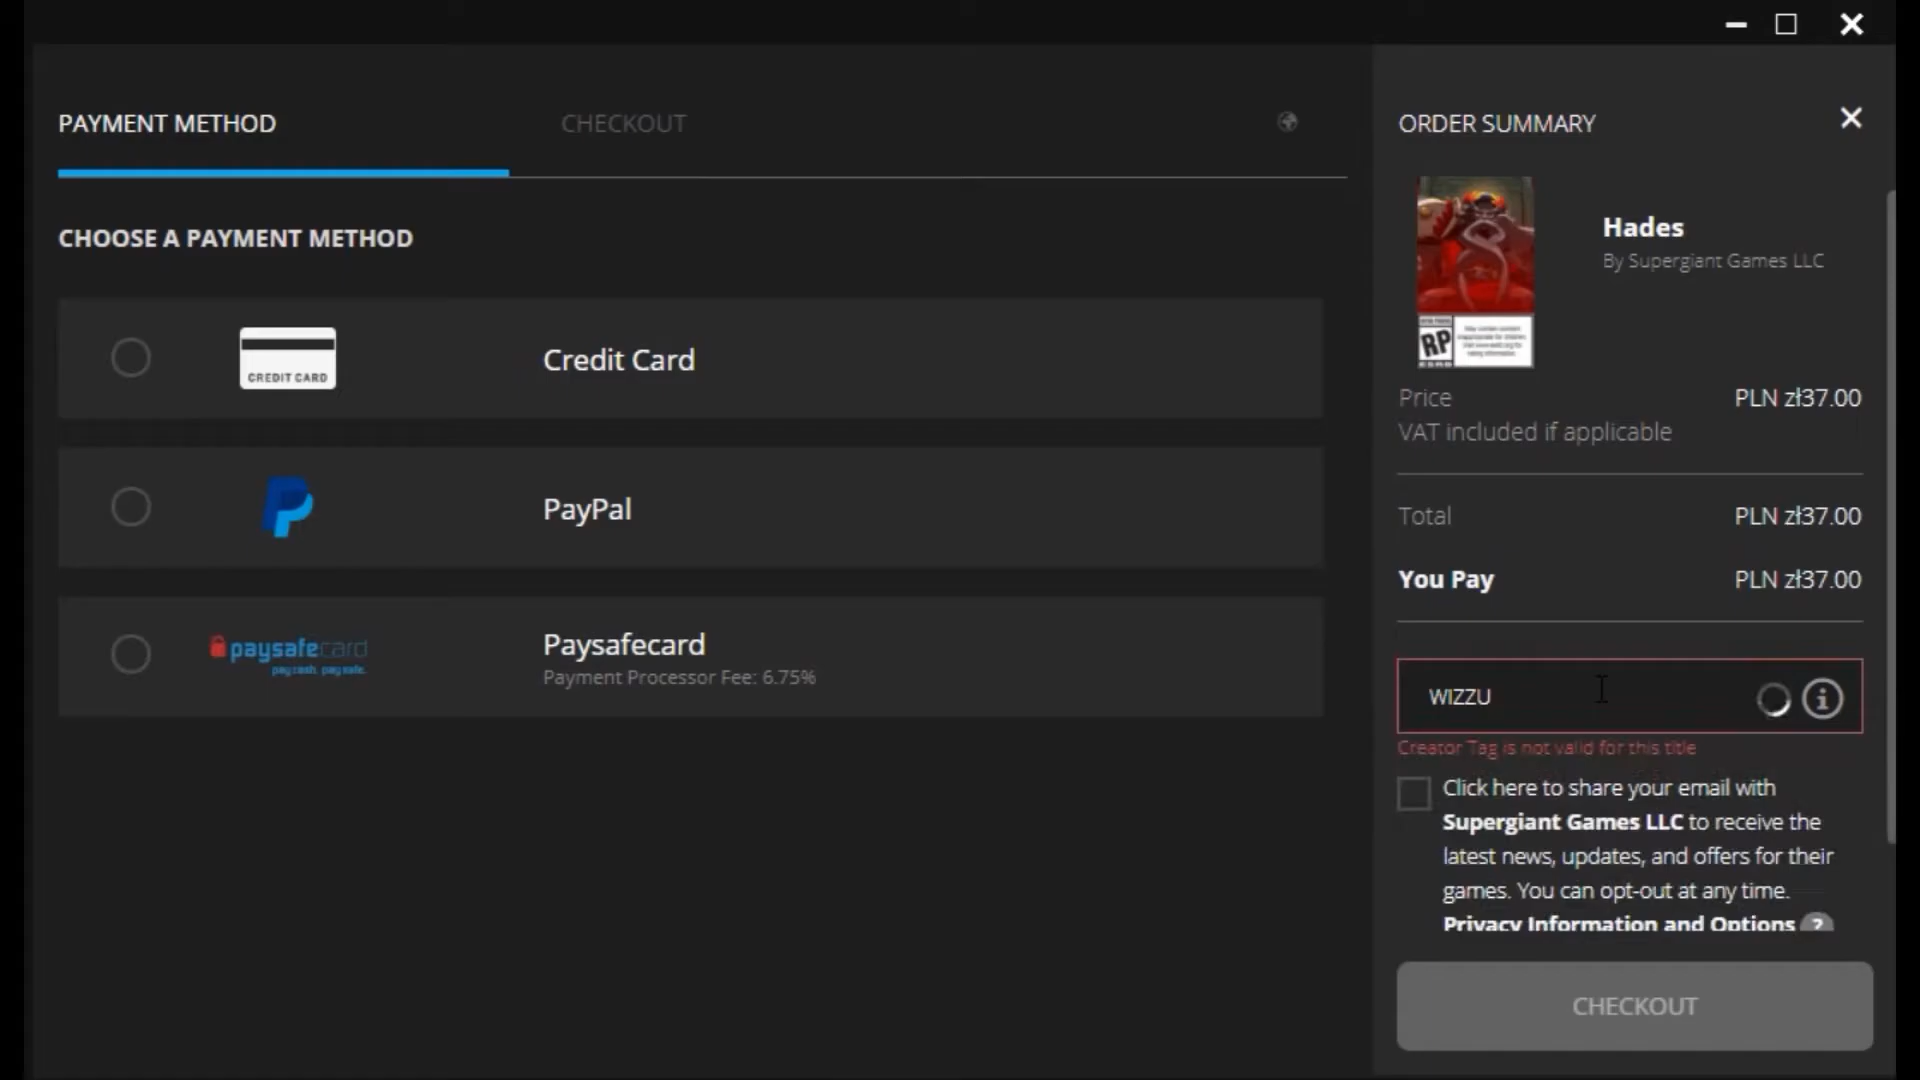 PAYMENT METHOD
CHECKOUT
CHOOSE A PAYMENT METHOD
CREDIT CARD
Credit Card
PayPal
paysafecard
pay cash. pay safe.
Paysafecard
Payment Processor Fee: 6.75%
ORDER SUMMARY
Hades
By Supergiant Games LLC
RP
Price PLN zł37.00
VAT included if applicable
Total PLN zł37.00
You Pay PLN zł37.00
WIZZU
Creator Tag is not valid for this title
Click here to share your email with
Supergiant Games LLC to receive the
latest news, updates, and offers for their
games. You can opt-out at any time.
Privacy Information and Options ?
CHECKOUT